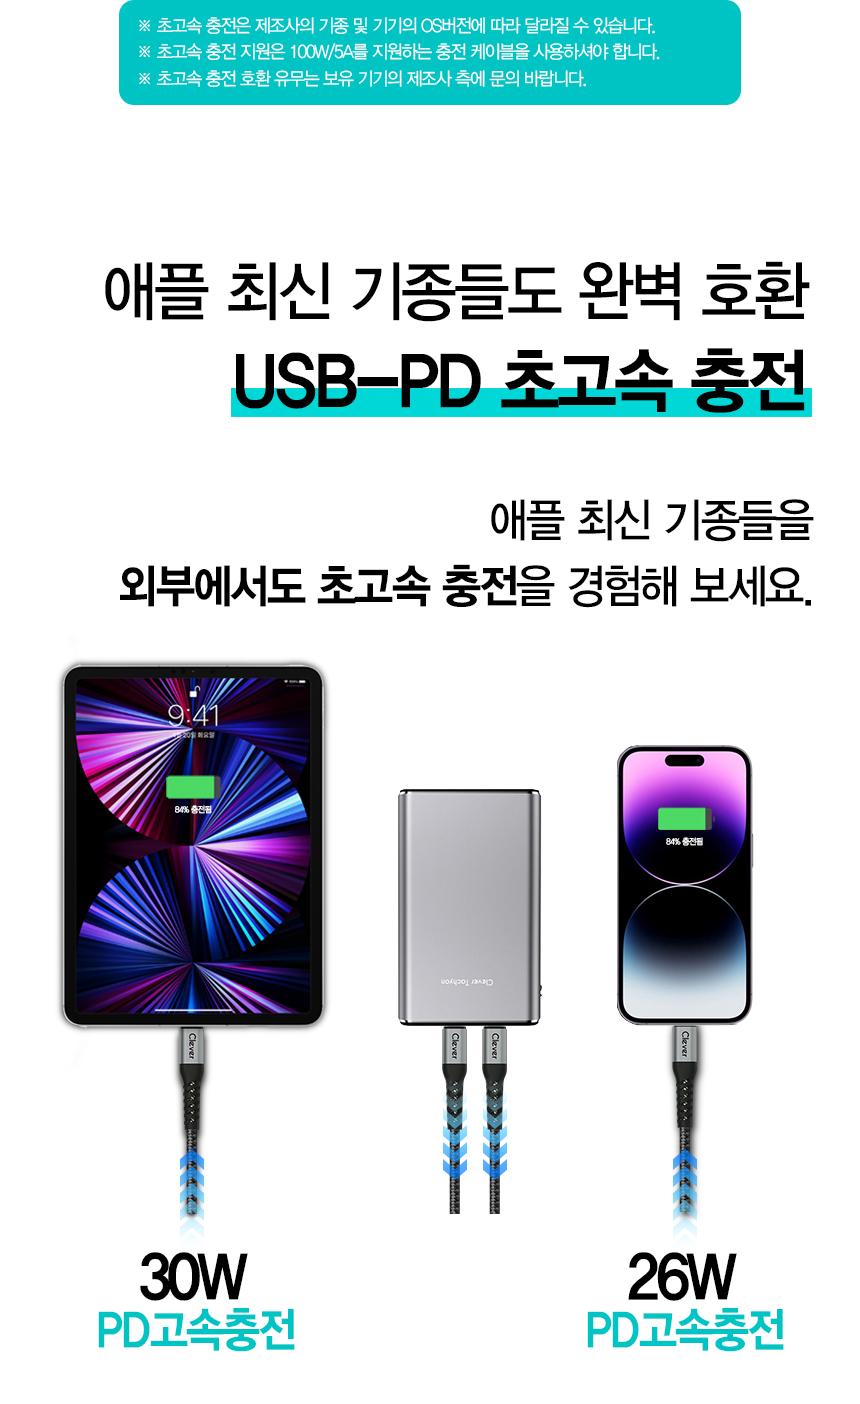 ※ 초고속 충전은 제조사의 기종 및 기기의 OS버전에 따라 달라질 수 있습니다.
※ 초고속 충전 지원은 100W/5A를 지원하는 충전 케이블을 사용하셔야 합니다.
※ 초고속 충전 호환 유무는 보유 기기의 제조사 측에 문의 바랍니다.
애플 최신 기종들도 완벽 호환
USB-PD 초고속 충전
애플 최신 기종들을
외부에서도 초고속 충전을 경험해 보세요.
9:41
4월 20일 화요일
84% 충전됨
84% 충전됨
Clever Tachyon
Clever
Clever
Clever
Clever
30W
PD고속충전
26W
PD고속충전